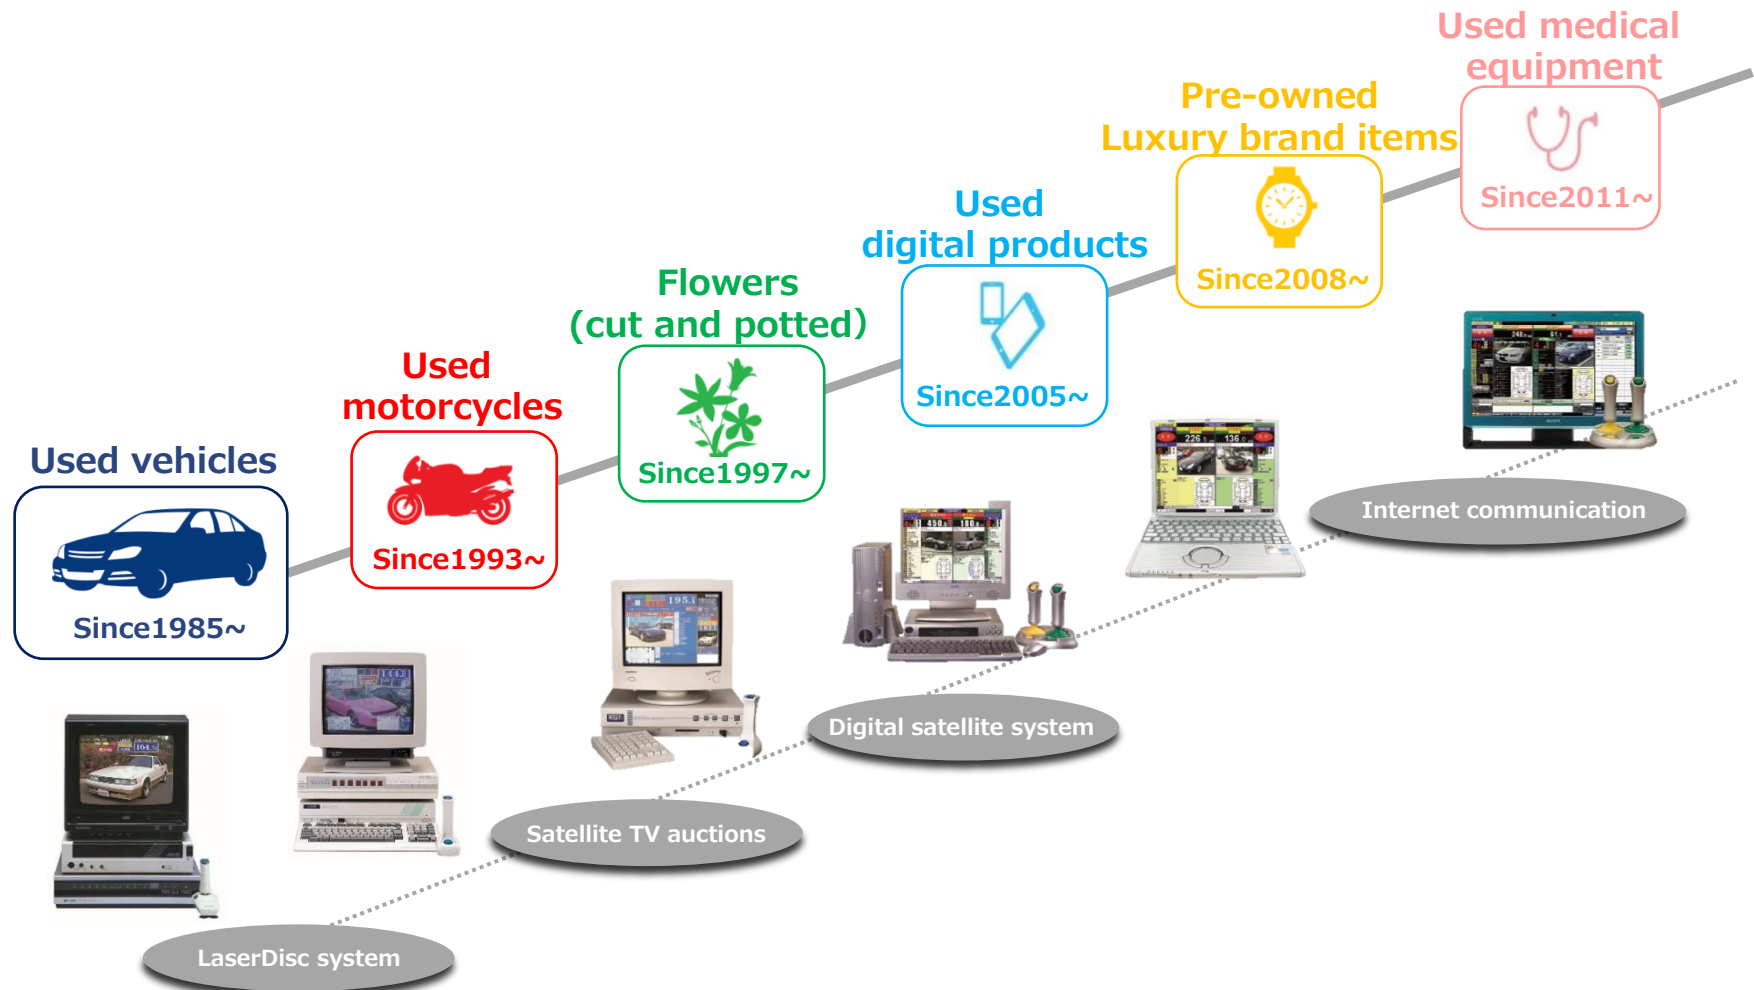 Used medical
equipment
Since2011~
Pre-owned
Luxury brand items
Since2008~
Used
digital products
Since2005~
Flowers
(cut and potted)
Since1997~
Used
motorcycles
Since1993~
Used vehicles
Since1985~
Internet communication
Digital satellite system
Satellite TV auctions
LaserDisc system